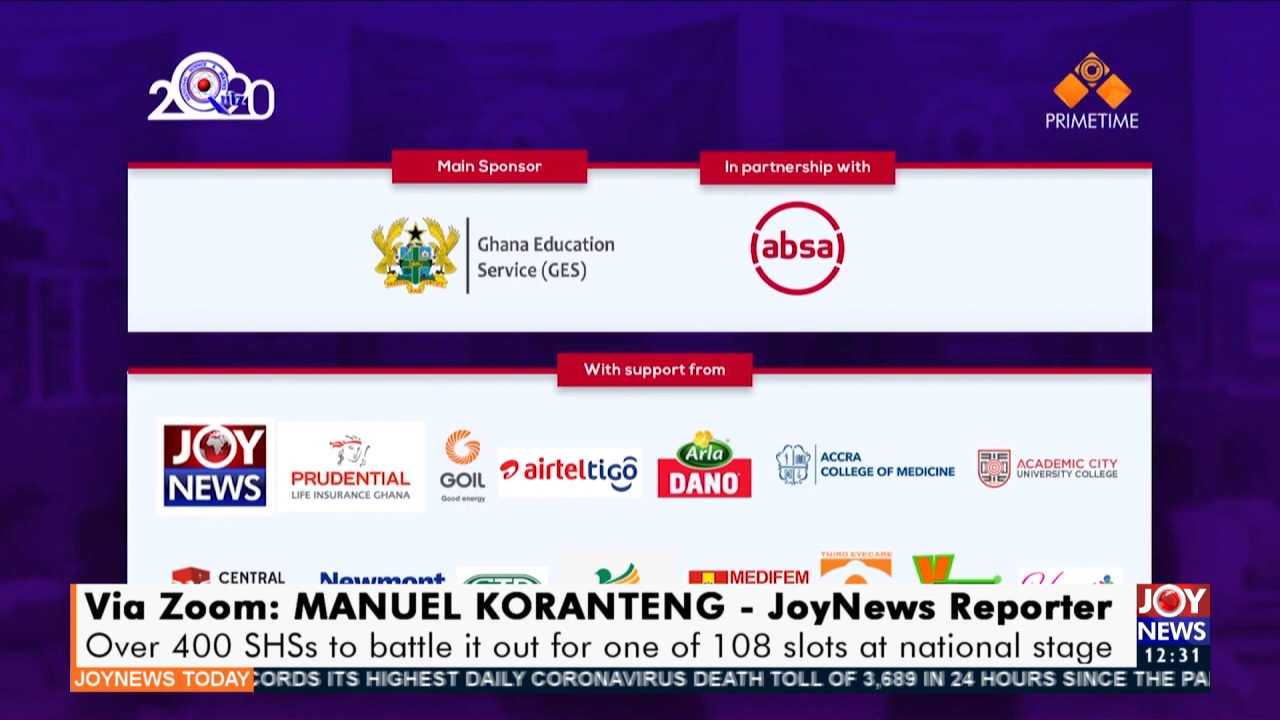 2020
Quiz
PRIMETIME
Main Sponsor
In partnership with
Ghana Education
Service (GES)
absa
With support from
JOY
NEWS
PRUDENTIAL
LIFE INSURANCE GHANA
GOIL
Good energy
airteltigo
Arla
DANO
ACCRA
COLLEGE OF MEDICINE
ACADEMIC CITY
UNIVERSITY COLLEGE
CENTRAL
Newmont
MEDIFEM
THIRD EYECARE
Via Zoom: MANUEL KORANTENG - JoyNews Reporter
Over 400 SHSs to battle it out for one of 108 slots at national stage
JOY
NEWS
12:31
JOYNEWS TODAY
CORDS ITS HIGHEST DAILY CORONAVIRUS DEATH TOLL OF 3,689 IN 24 HOURS SINCE THE PA